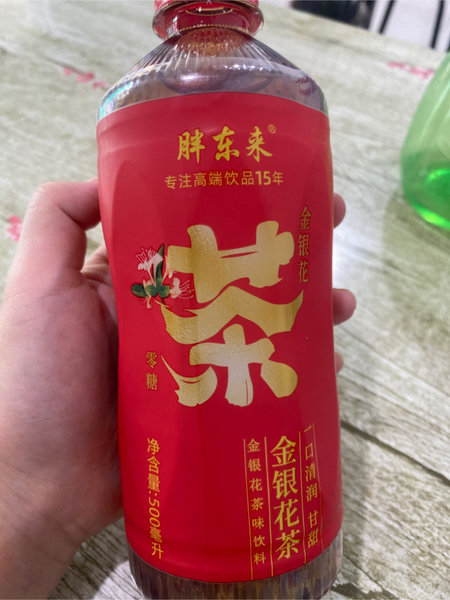 胖东来®
专注高端饮品15年
茶
金银花
零糖
净含量:500毫升
一口清润 甘甜
金银花茶
金银花茶味饮料